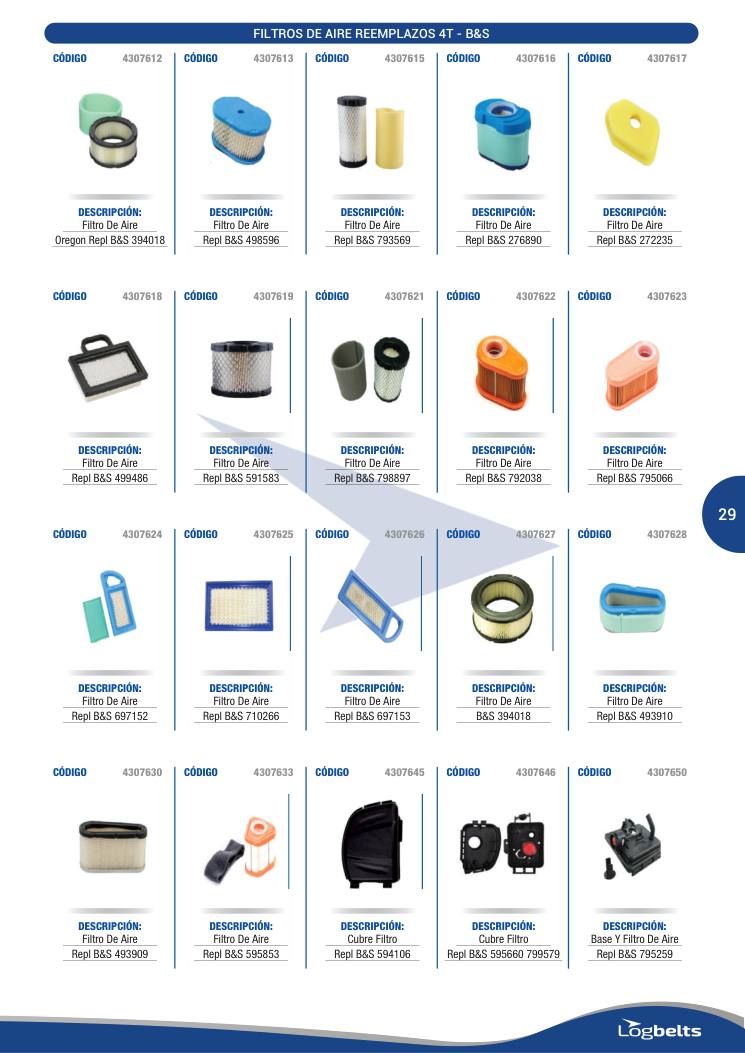 FILTROS DE AIRE REEMPLAZOS 4T - B&S
CÓDIGO 4307612
DESCRIPCIÓN:
Filtro De Aire
Oregon Repl B&S 394018
CÓDIGO 4307613
DESCRIPCIÓN:
Filtro De Aire
Repl B&S 498596
CÓDIGO 4307615
DESCRIPCIÓN:
Filtro De Aire
Repl B&S 793569
CÓDIGO 4307616
DESCRIPCIÓN:
Filtro De Aire
Repl B&S 276890
CÓDIGO 4307617
DESCRIPCIÓN:
Filtro De Aire
Repl B&S 272235
CÓDIGO 4307618
DESCRIPCIÓN:
Filtro De Aire
Repl B&S 499486
CÓDIGO 4307619
DESCRIPCIÓN:
Filtro De Aire
Repl B&S 591583
CÓDIGO 4307621
DESCRIPCIÓN:
Filtro De Aire
Repl B&S 798897
CÓDIGO 4307622
DESCRIPCIÓN:
Filtro De Aire
Repl B&S 792038
CÓDIGO 4307623
DESCRIPCIÓN:
Filtro De Aire
Repl B&S 795066
29
CÓDIGO 4307624
DESCRIPCIÓN:
Filtro De Aire
Repl B&S 697152
CÓDIGO 4307625
DESCRIPCIÓN:
Filtro De Aire
Repl B&S 710266
CÓDIGO 4307626
DESCRIPCIÓN:
Filtro De Aire
Repl B&S 697153
CÓDIGO 4307627
DESCRIPCIÓN:
Filtro De Aire
B&S 394018
CÓDIGO 4307628
DESCRIPCIÓN:
Filtro De Aire
Repl B&S 493910
CÓDIGO 4307630
DESCRIPCIÓN:
Filtro De Aire
Repl B&S 493909
CÓDIGO 4307633
DESCRIPCIÓN:
Filtro De Aire
Repl B&S 595853
CÓDIGO 4307645
DESCRIPCIÓN:
Cubre Filtro
Repl B&S 594106
CÓDIGO 4307646
DESCRIPCIÓN:
Cubre Filtro
Repl B&S 595660 799579
CÓDIGO 4307650
DESCRIPCIÓN:
Base Y Filtro De Aire
Repl B&S 795259
Logbelts